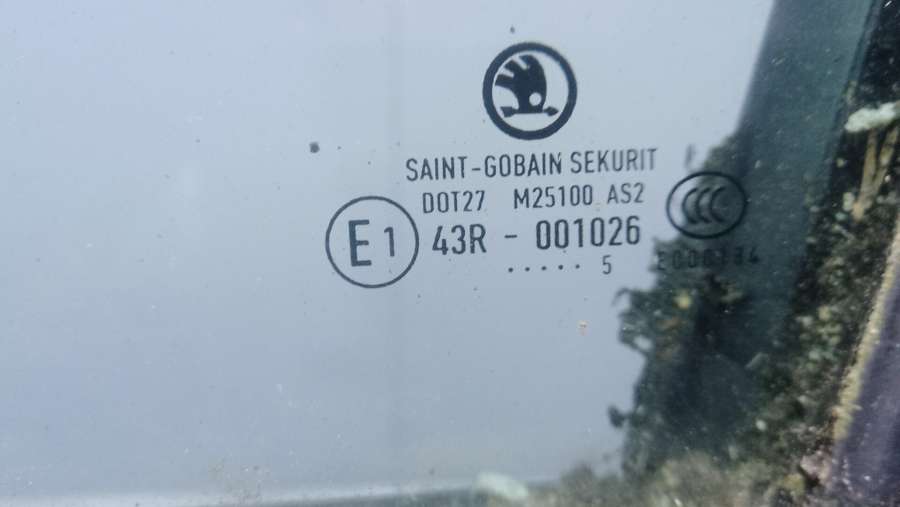 SAINT-GOBAIN SEKURIT
DOT27 M25100 AS2
CCC
E1 43R - 001026
..... 5